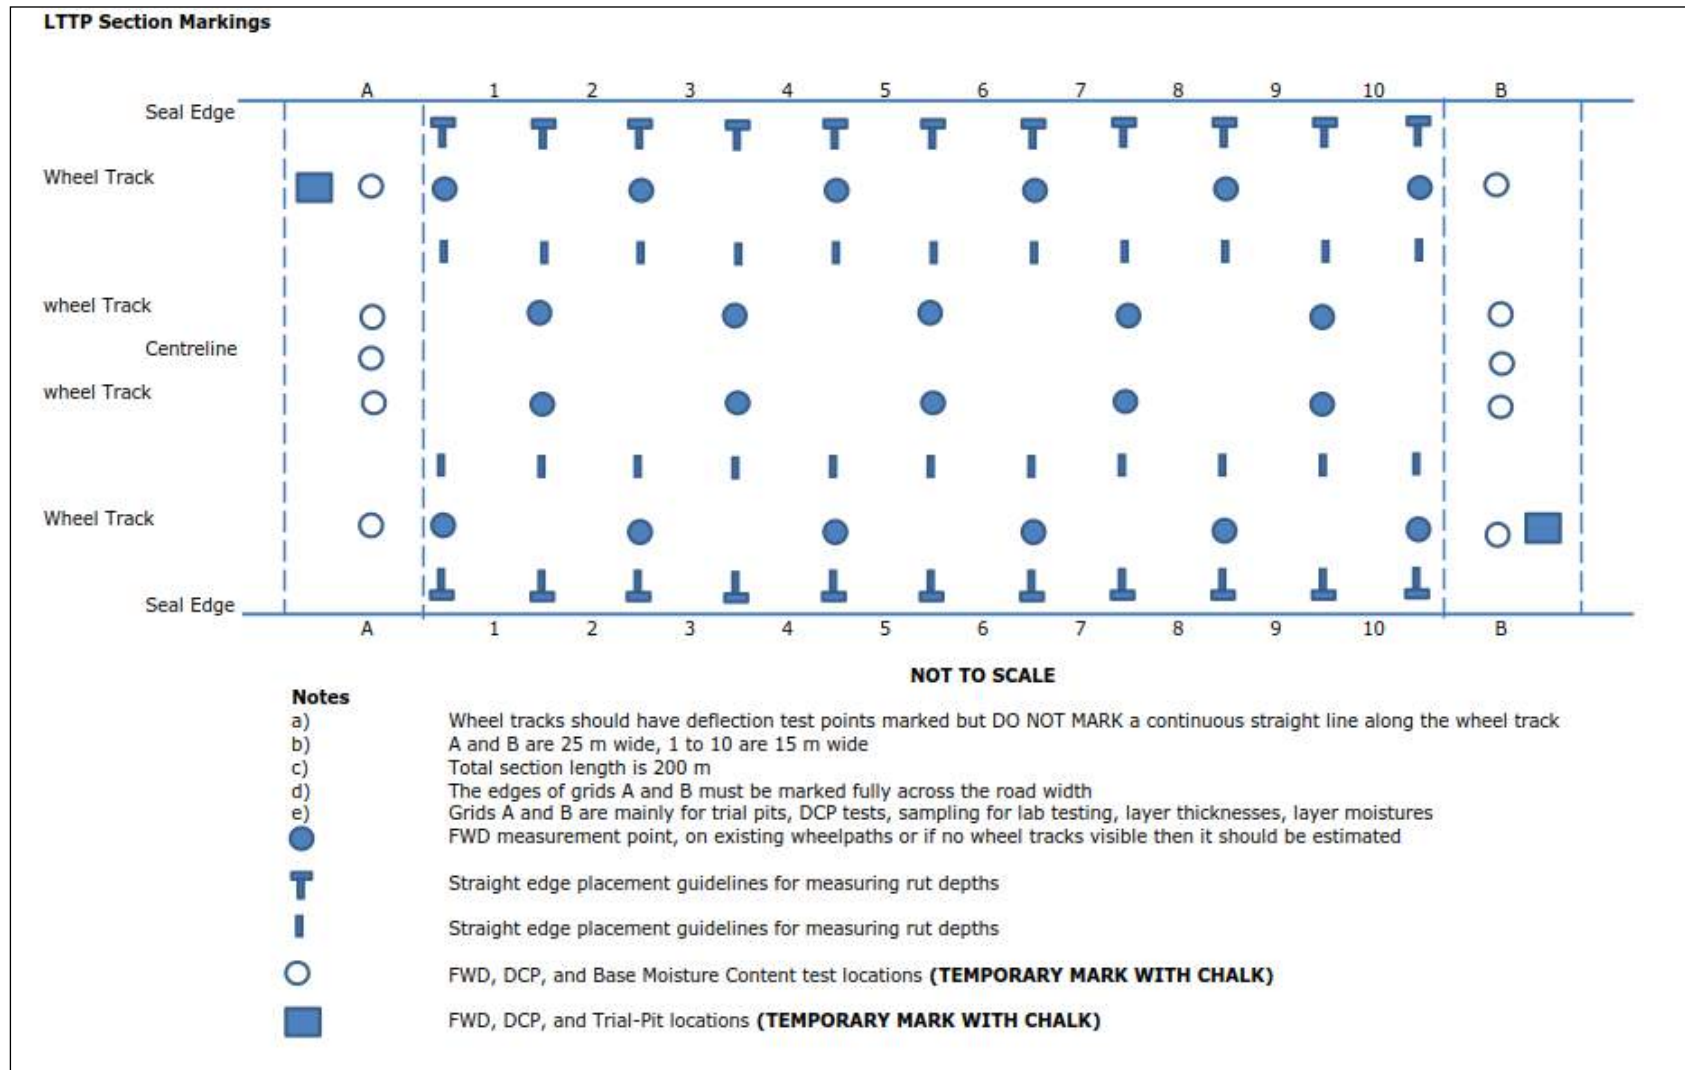 LTTP Section Markings
A 1 2 3 4 5 6 7 8 9 10 B
Seal Edge
Wheel Track
wheel Track
Centreline
wheel Track
Wheel Track
Seal Edge
A 1 2 3 4 5 6 7 8 9 10 B
NOT TO SCALE
Notes
a) Wheel tracks should have deflection test points marked but DO NOT MARK a continuous straight line along the wheel track
b) A and B are 25 m wide, 1 to 10 are 15 m wide
c) Total section length is 200 m
d) The edges of grids A and B must be marked fully across the road width
e) Grids A and B are mainly for trial pits, DCP tests, sampling for lab testing, layer thicknesses, layer moistures
FWD measurement point, on existing wheelpaths or if no wheel tracks visible then it should be estimated
Straight edge placement guidelines for measuring rut depths
Straight edge placement guidelines for measuring rut depths
FWD, DCP, and Base Moisture Content test locations (TEMPORARY MARK WITH CHALK)
FWD, DCP, and Trial-Pit locations (TEMPORARY MARK WITH CHALK)